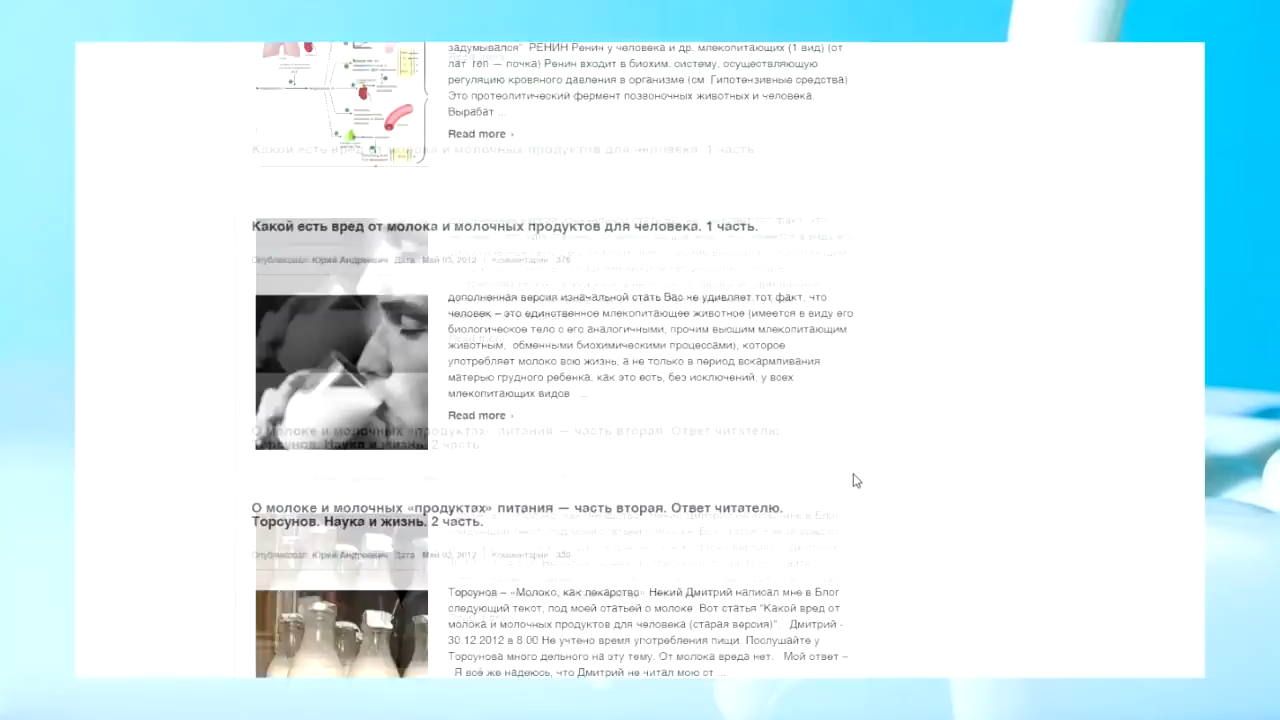 задумывался" РЕНИН Ренин у человека и др. млекопитающих (1 вид) (от
лат ren — почка) Ренин входит в биохим. систему, осуществляющую
регуляцию кровяного давления в организме (см Гипотензивные средства)
Это протеолитический фермент позвоночных животных и человека
Вырабат ...
Read more ›
Какой есть вред от молока и молочных продуктов для человека. 1 часть.
Опубликовал: Юрий Андреевич Дата Май 03, 2012 | Комментарии 376
дополненная версия изначальной стать Вас не удивляет тот факт, что
человек – это единственное млекопитающее животное (имеется в виду его
биологическое тело с его аналогичными, прочим высшим млекопитающим
животным, обменными биохимическими процессами), которое
употребляет молоко всю жизнь, а не только в период вскармливания
матерью грудного ребенка, как это есть, без исключений, у всех
млекопитающих видов ...
Read more ›
О молоке и молочных «продуктах» питания — часть вторая. Ответ читателю.
Торсунов. Наука и жизнь. 2 часть.
Опубликовал: Юрий Андреевич Дата Май 02, 2012 | Комментарии 330
Торсунов – «Молоко, как лекарство» Некий Дмитрий написал мне в Блог
следующий текст, под моей статьей о молоке Вот статья "Какой вред от
молока и молочных продуктов для человека (старая версия)". Дмитрий -
30.12.2012 в 8:00 Не учтено время употребления пищи. Послушайте у
Торсунова много дельного на эту тему. От молока вреда нет. Мой ответ –
Я всё же надеюсь, что Дмитрий не читал мою ст ...